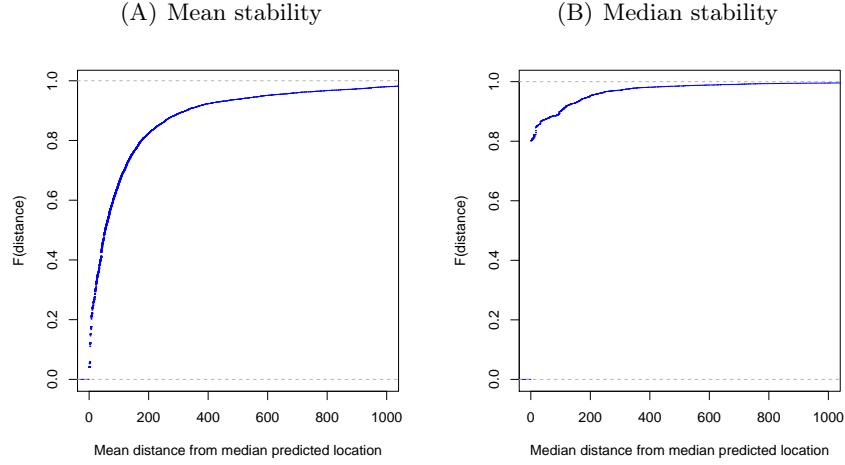 (A) Mean stability
F(distance)
1.0
0.8
0.6
0.4
0.2
0.0
0 200 400 600 800 1000
Mean distance from median predicted location
(B) Median stability
F(distance)
1.0
0.8
0.6
0.4
0.2
0.0
0 200 400 600 800 1000
Median distance from median predicted location